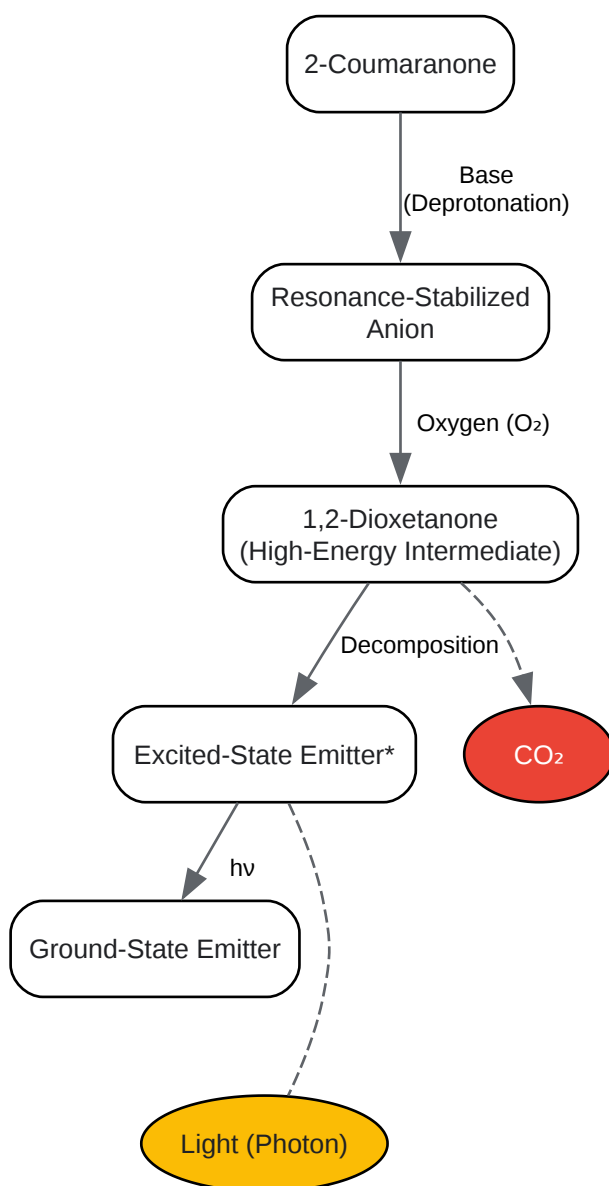 2-Coumaranone
Base
(Deprotonation)
Resonance-Stabilized
Anion
Oxygen (O₂)
1,2-Dioxetanone
(High-Energy Intermediate)
Decomposition
Excited-State Emitter*
CO₂
hν
Ground-State Emitter
Light (Photon)